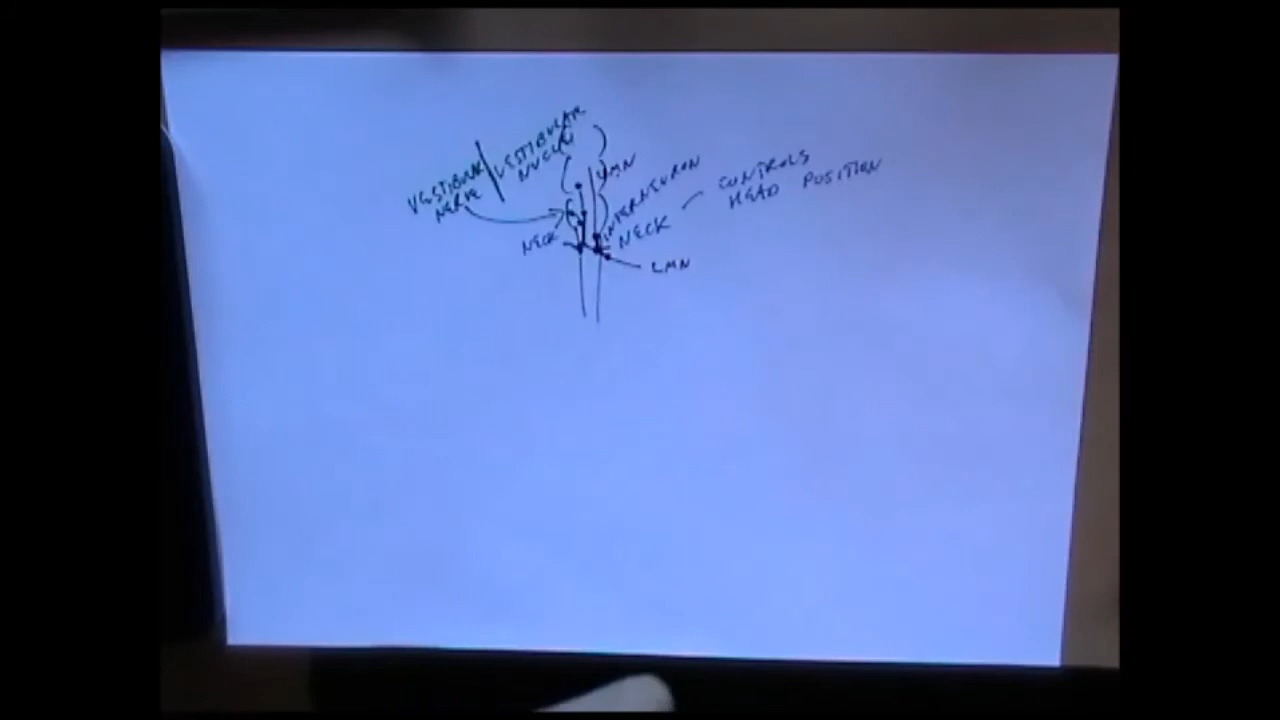 VESTIBULAR
NERVE
VESTIBULAR
NUCLEI
UMN
INTERNEURON
NECK
NECK
CONTROLS
HEAD POSITION
LMN